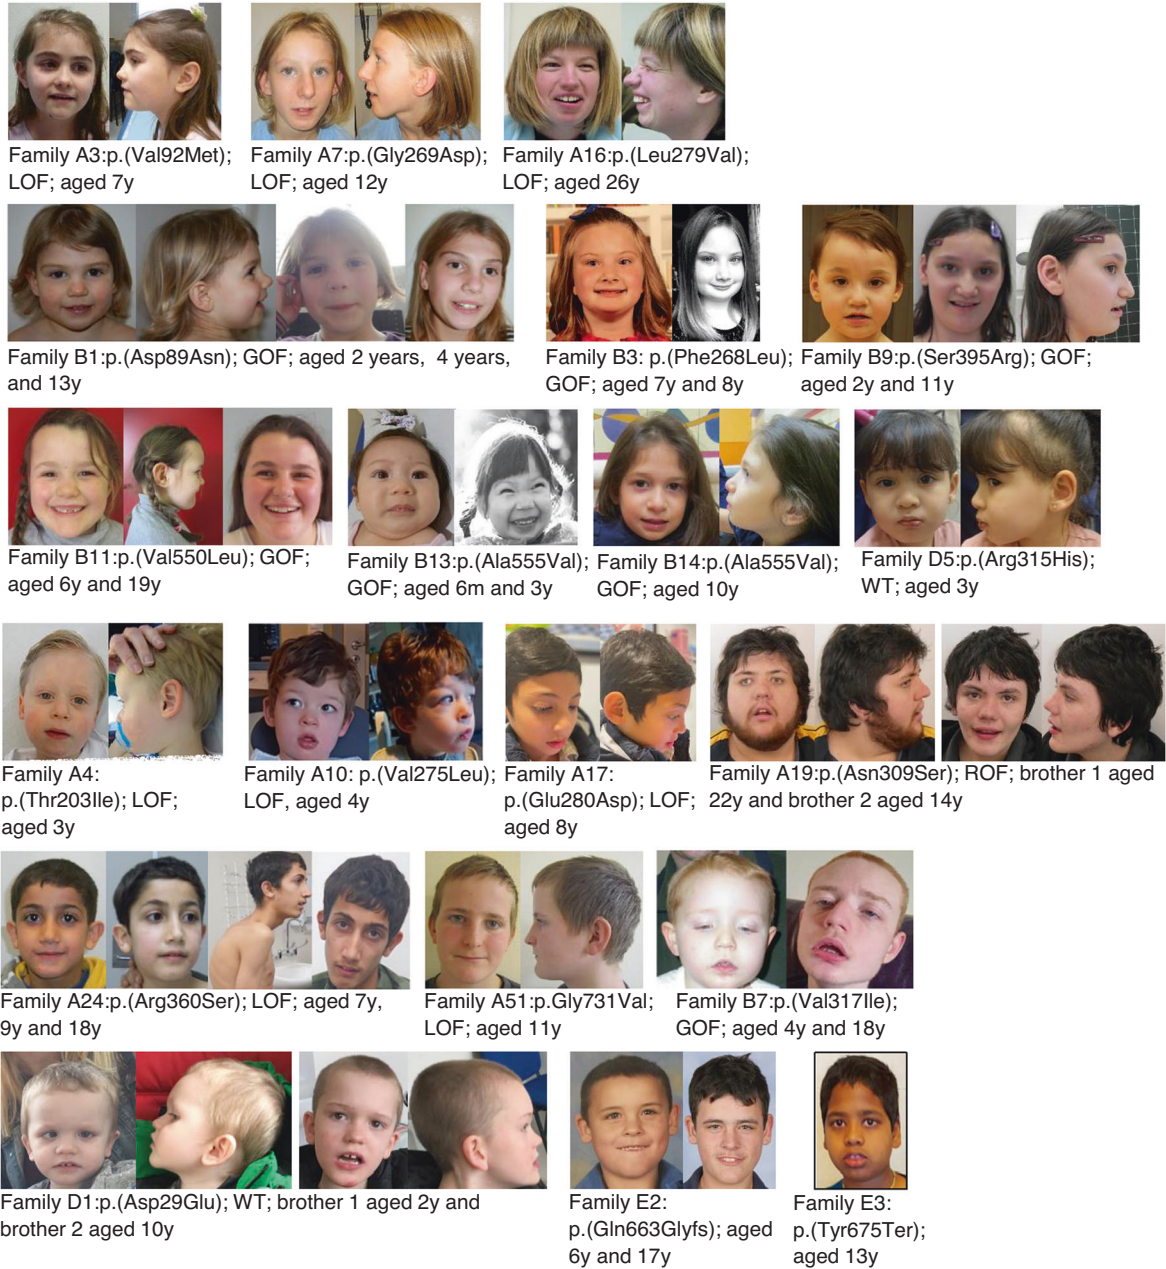 Family A3:p.(Val92Met);
LOF; aged 7y
Family A7:p.(Gly269Asp);
LOF; aged 12y
Family A16:p.(Leu279Val);
LOF; aged 26y
Family B1:p.(Asp89Asn); GOF; aged 2 years, 4 years,
and 13y
Family B3: p.(Phe268Leu);
GOF; aged 7y and 8y
Family B9:p.(Ser395Arg); GOF;
aged 2y and 11y
Family B11:p.(Val550Leu); GOF;
aged 6y and 19y
Family B13:p.(Ala555Val);
GOF; aged 6m and 3y
Family B14:p.(Ala555Val);
GOF; aged 10y
Family D5:p.(Arg315His);
WT; aged 3y
Family A4:
p.(Thr203Ile); LOF;
aged 3y
Family A10: p.(Val275Leu);
LOF, aged 4y
Family A17:
p.(Glu280Asp); LOF;
aged 8y
Family A19:p.(Asn309Ser); ROF; brother 1 aged
22y and brother 2 aged 14y
Family A24:p.(Arg360Ser); LOF; aged 7y,
9y and 18y
Family A51:p.Gly731Val;
LOF; aged 11y
Family B7:p.(Val317Ile);
GOF; aged 4y and 18y
Family D1:p.(Asp29Glu); WT; brother 1 aged 2y and
brother 2 aged 10y
Family E2:
p.(Gln663Glyfs); aged
6y and 17y
Family E3:
p.(Tyr675Ter);
aged 13y